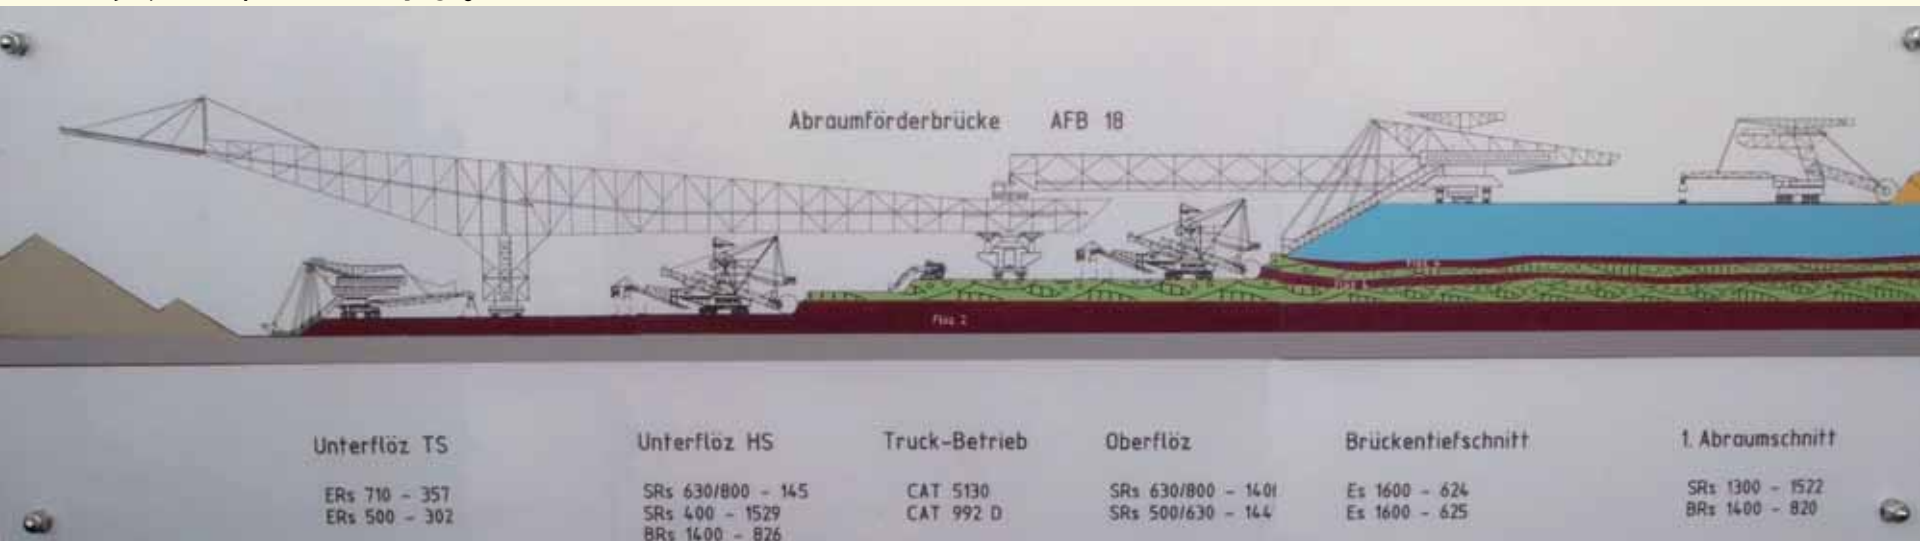 Abraumförderbrücke AFB 18
Flöz 2
Unterflöz TS
ERs 710 - 357
ERs 500 - 302
Unterflöz HS
SRs 630/800 - 145
SRs 400 - 1529
BRs 1400 - 826
Truck-Betrieb
CAT 5130
CAT 992 D
Oberflöz
SRs 630/800 - 1401
SRs 500/630 - 144
Brückentiefschnitt
Es 1600 - 624
Es 1600 - 625
1. Abraumschnitt
SRs 1300 - 1522
BRs 1400 - 820